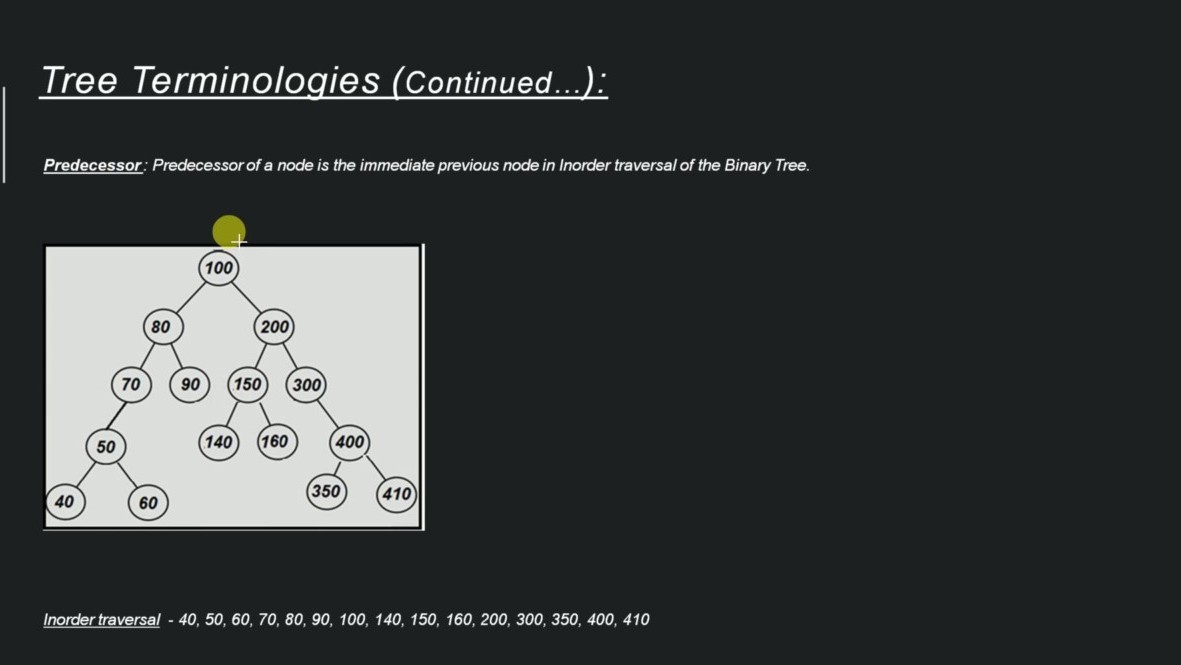 Tree Terminologies (Continued...):
Predecessor : Predecessor of a node is the immediate previous node in Inorder traversal of the Binary Tree.
100
80 200
70 90 150 300
50 140 160 400
40 60 350 410
Inorder traversal - 40, 50, 60, 70, 80, 90, 100, 140, 150, 160, 200, 300, 350, 400, 410